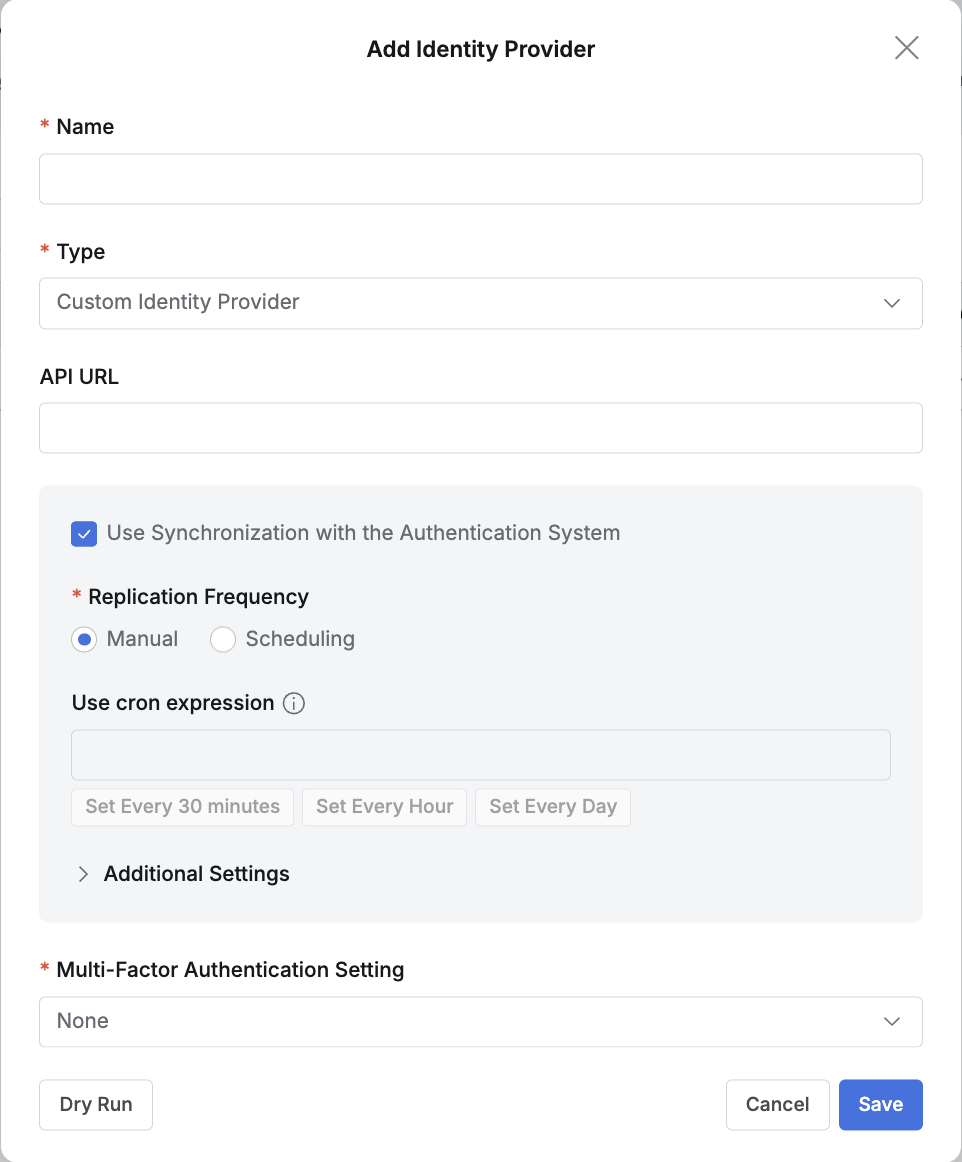 Add Identity Provider
* Name
* Type
Custom Identity Provider
API URL
Use Synchronization with the Authentication System
* Replication Frequency
Manual Scheduling
Use cron expression
Set Every 30 minutes Set Every Hour Set Every Day
Additional Settings
* Multi-Factor Authentication Setting
None
Dry Run Cancel Save